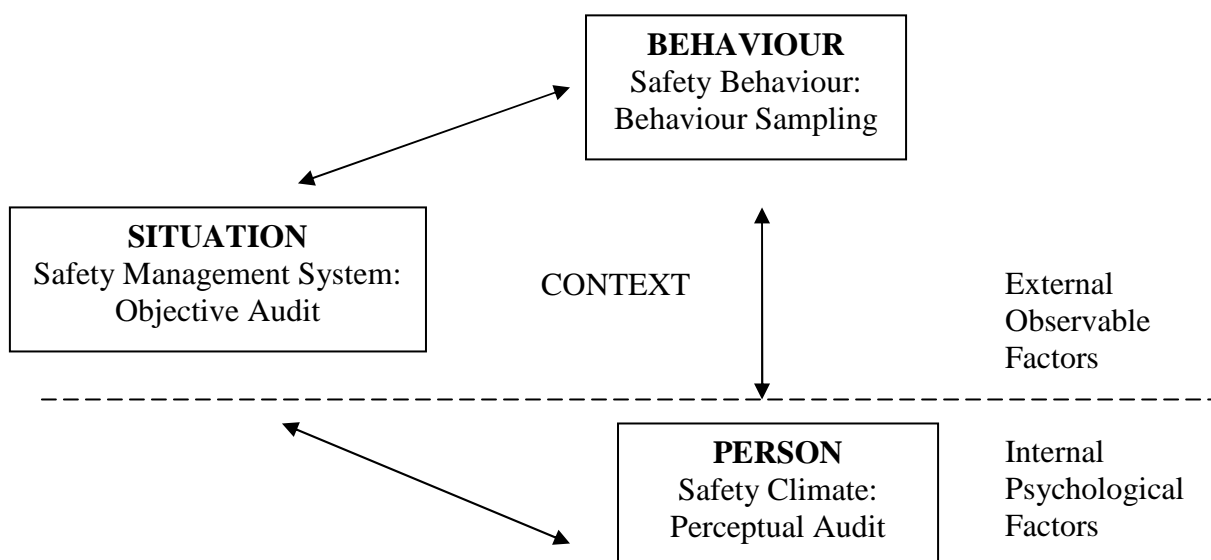 BEHAVIOUR
Safety Behaviour:
Behaviour Sampling
SITUATION
Safety Management System:
Objective Audit
CONTEXT
External
Observable
Factors
PERSON
Safety Climate:
Perceptual Audit
Internal
Psychological
Factors